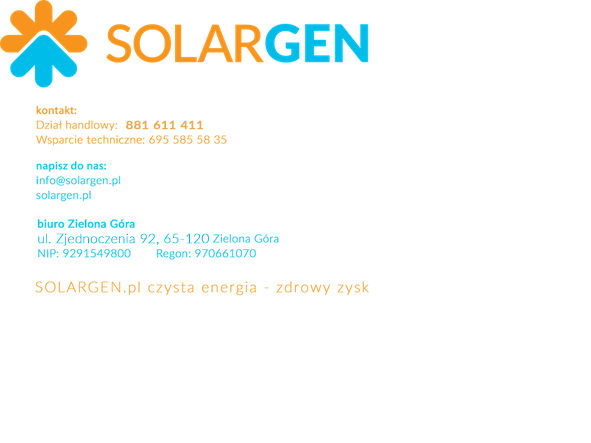 SOLARGEN
kontakt:
Dział handlowy: 881 611 411
Wsparcie techniczne: 695 585 58 35
napisz do nas:
info@solargen.pl
solargen.pl
biuro Zielona Góra
ul. Zjednoczenia 92, 65-120 Zielona Góra
NIP: 9291549800 Regon: 970661070
SOLARGEN.pl czysta energia - zdrowy zysk